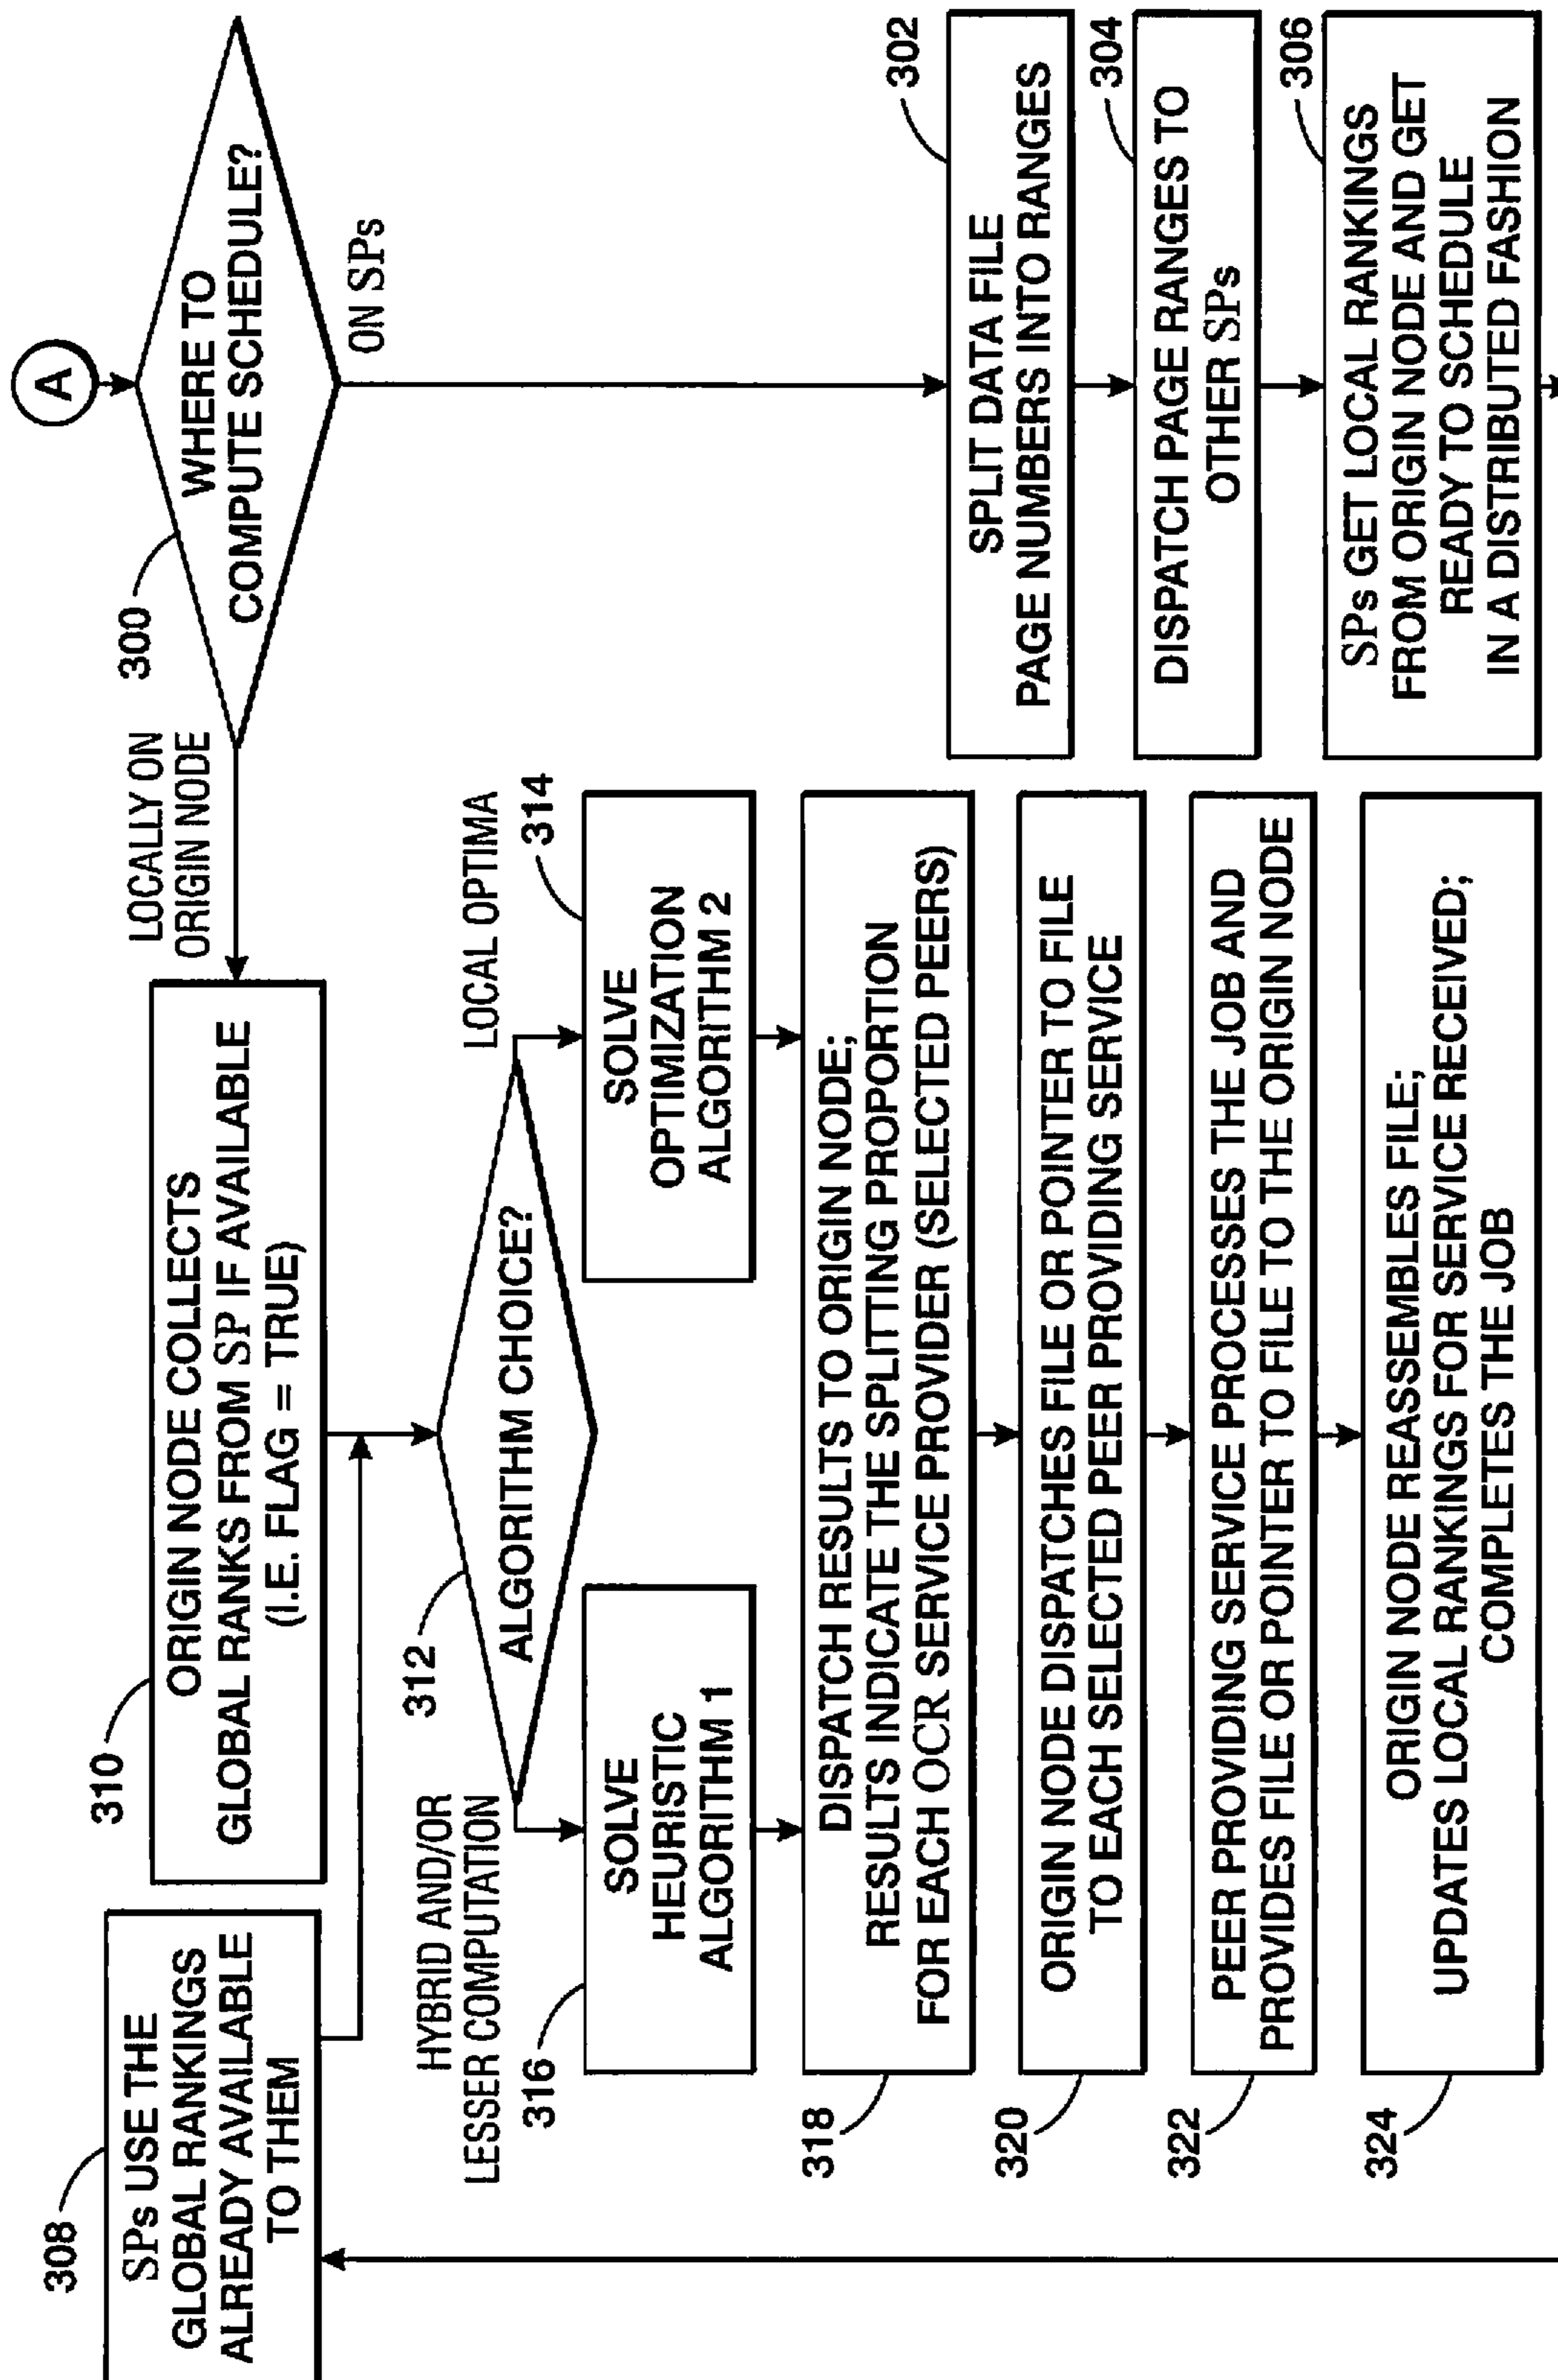 A
WHERE TO
COMPUTE SCHEDULE?
300
LOCALLY ON
ORIGIN NODE
ON SPs
SPLIT DATA FILE
PAGE NUMBERS INTO RANGES
302
DISPATCH PAGE RANGES TO
OTHER SPs
304
SPs GET LOCAL RANKINGS
FROM ORIGIN NODE AND GET
READY TO SCHEDULE
IN A DISTRIBUTED FASHION
306
308
SPs USE THE
GLOBAL RANKINGS
ALREADY AVAILABLE
TO THEM
310
ORIGIN NODE COLLECTS
GLOBAL RANKS FROM SP IF AVAILABLE
(I.E. FLAG = TRUE)
312
ALGORITHM CHOICE?
HYBRID AND/OR
LESSER COMPUTATION
LOCAL OPTIMA
316
SOLVE
HEURISTIC
ALGORITHM 1
314
SOLVE
OPTIMIZATION
ALGORITHM 2
318
DISPATCH RESULTS TO ORIGIN NODE;
RESULTS INDICATE THE SPLITTING PROPORTION
FOR EACH OCR SERVICE PROVIDER (SELECTED PEERS)
320
ORIGIN NODE DISPATCHES FILE OR POINTER TO FILE
TO EACH SELECTED PEER PROVIDING SERVICE
322
PEER PROVIDING SERVICE PROCESSES THE JOB AND
PROVIDES FILE OR POINTER TO FILE TO THE ORIGIN NODE
324
ORIGIN NODE REASSEMBLES FILE;
UPDATES LOCAL RANKINGS FOR SERVICE RECEIVED;
COMPLETES THE JOB